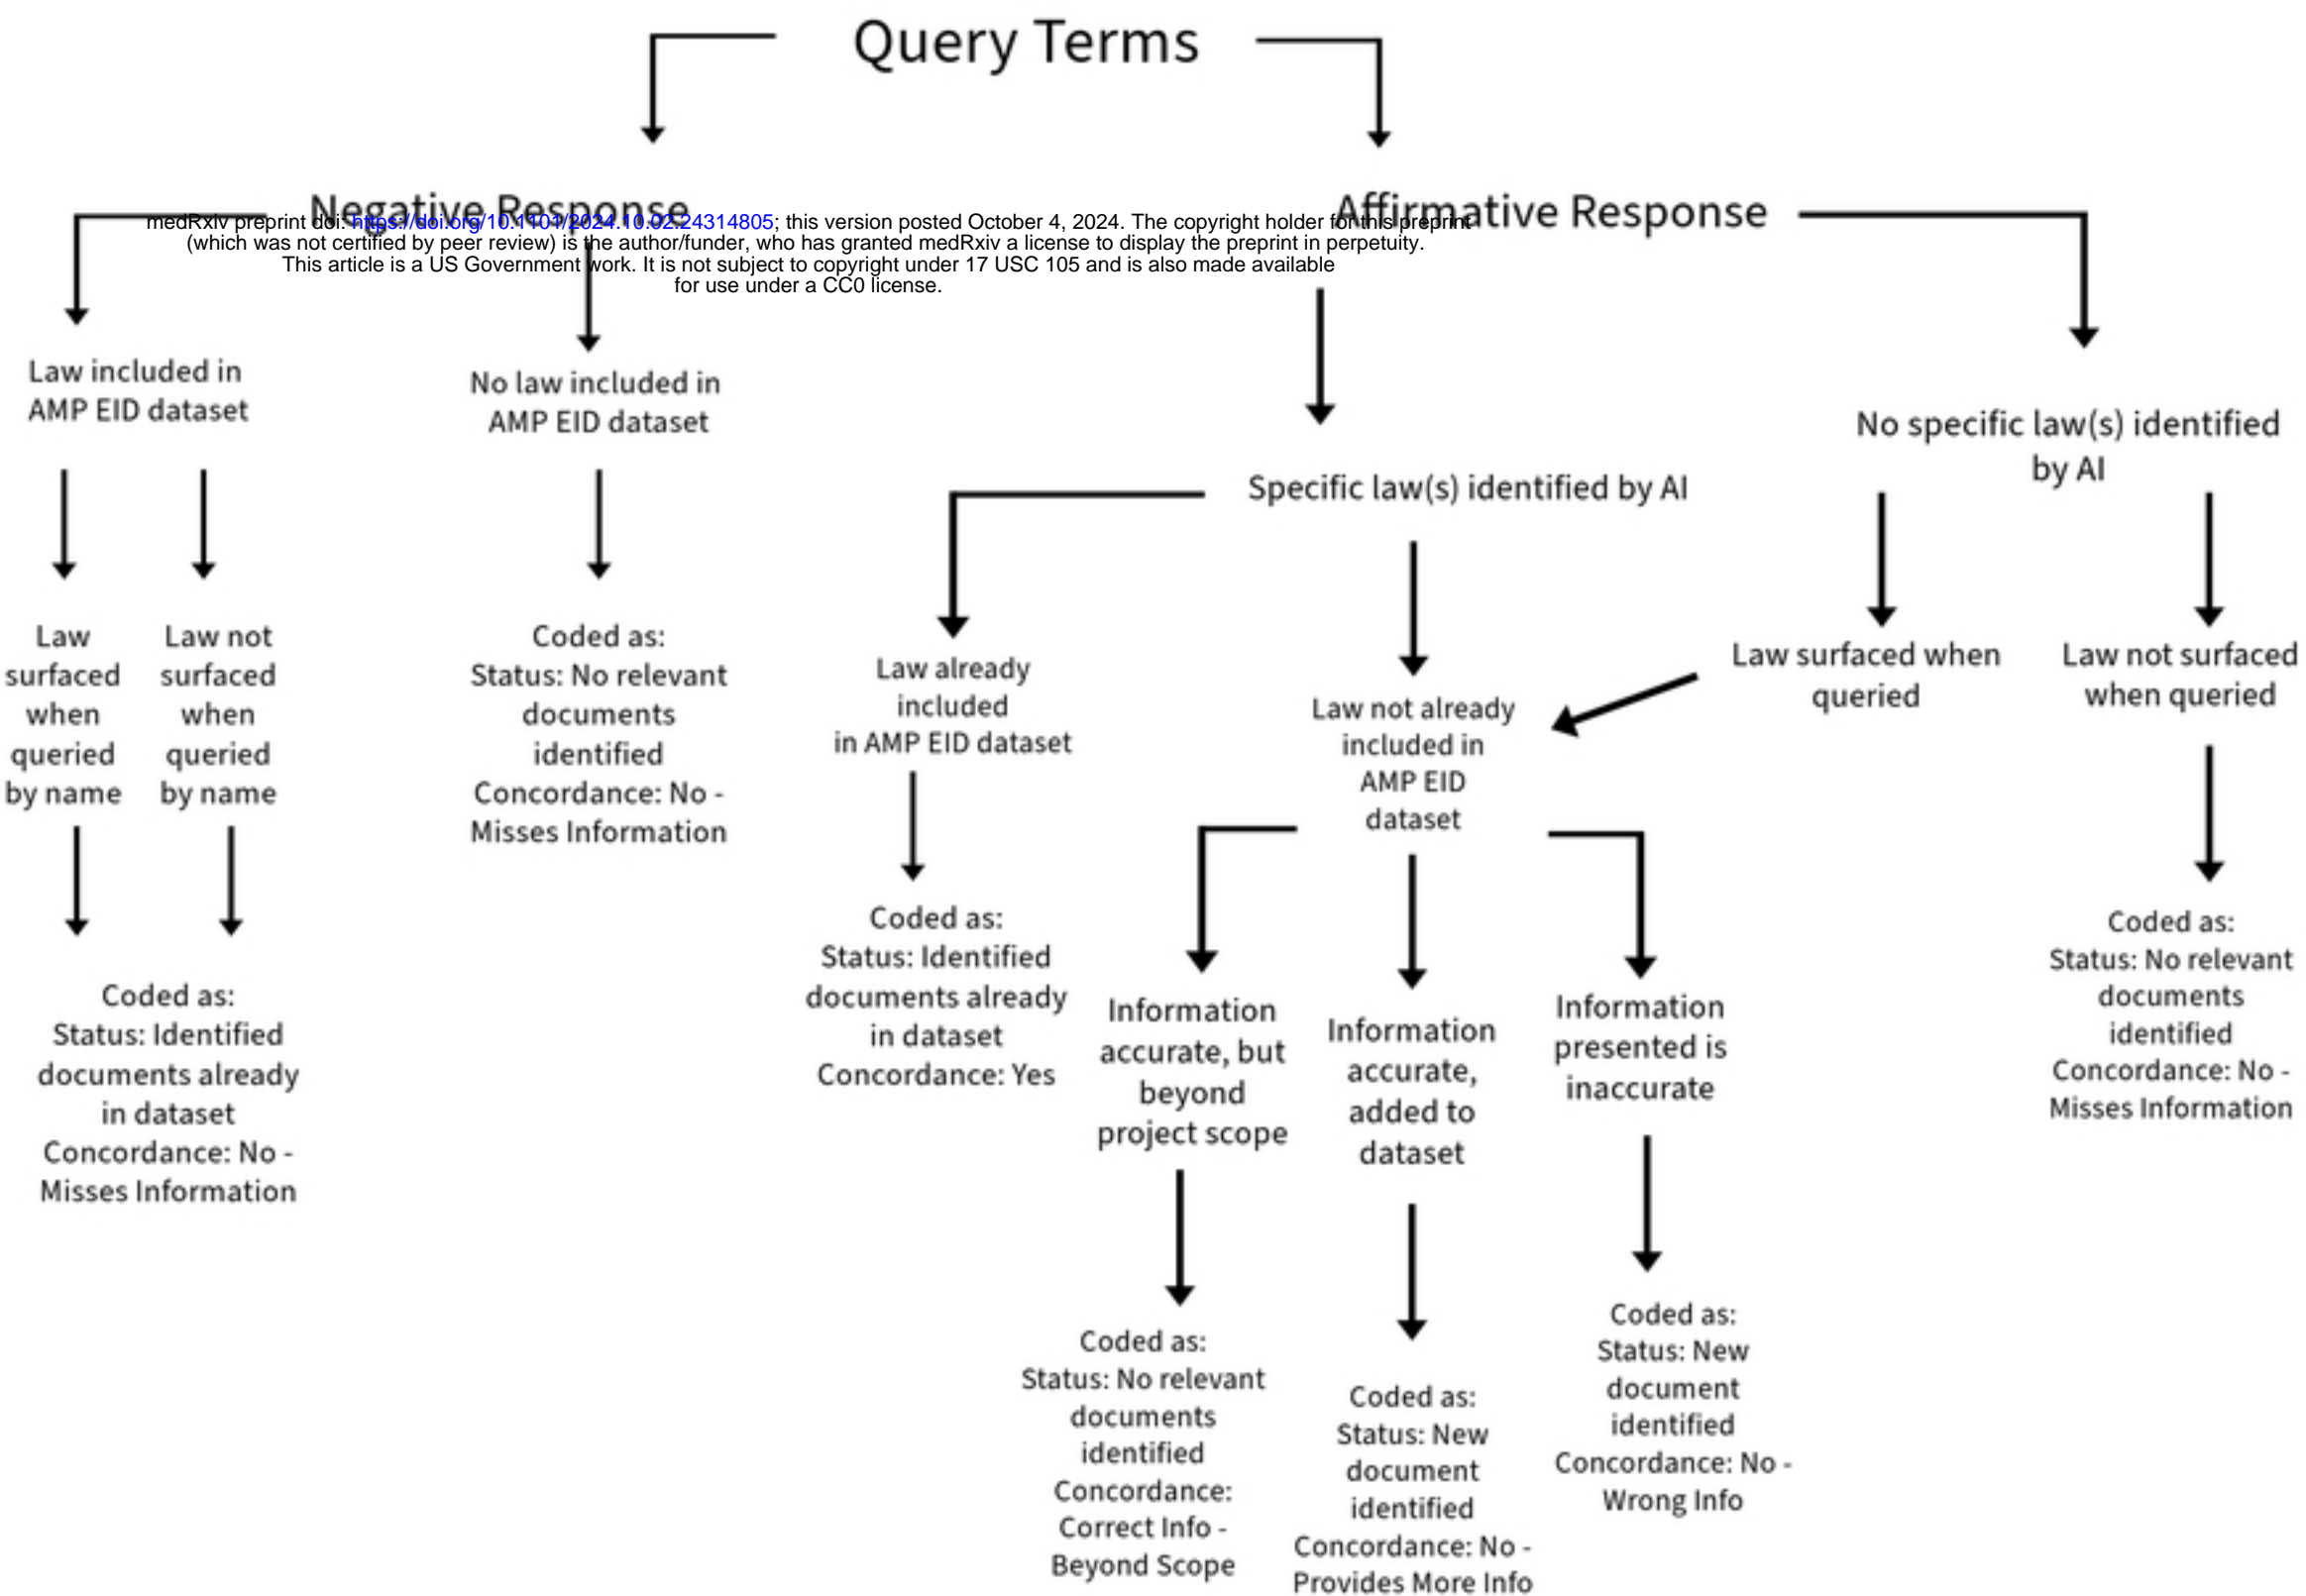 Query Terms
Negative Response
Affirmative Response
medRxiv preprint doi: https://doi.org/10.1101/2024.10.02.24314805; this version posted October 4, 2024. The copyright holder for this preprint
(which was not certified by peer review) is the author/funder, who has granted medRxiv a license to display the preprint in perpetuity.
This article is a US Government work. It is not subject to copyright under 17 USC 105 and is also made available
for use under a CC0 license.
Law included in
AMP EID dataset
No law included in
AMP EID dataset
Specific law(s) identified by AI
No specific law(s) identified
by AI
Law
surfaced
when
queried
by name
Law not
surfaced
when
queried
by name
Coded as:
Status: No relevant
documents
identified
Concordance: No -
Misses Information
Law already
included
in AMP EID dataset
Law not already
included in
AMP EID
dataset
Law surfaced when
queried
Law not surfaced
when queried
Coded as:
Status: Identified
documents already
in dataset
Concordance: No -
Misses Information
Coded as:
Status: Identified
documents already
in dataset
Concordance: Yes
Information
accurate, but
beyond
project scope
Information
accurate,
added to
dataset
Information
presented is
inaccurate
Coded as:
Status: No relevant
documents
identified
Concordance: No -
Misses Information
Coded as:
Status: No relevant
documents
identified
Concordance:
Correct Info -
Beyond Scope
Coded as:
Status: New
document
identified
Concordance: No -
Provides More Info
Coded as:
Status: New
document
identified
Concordance: No -
Wrong Info